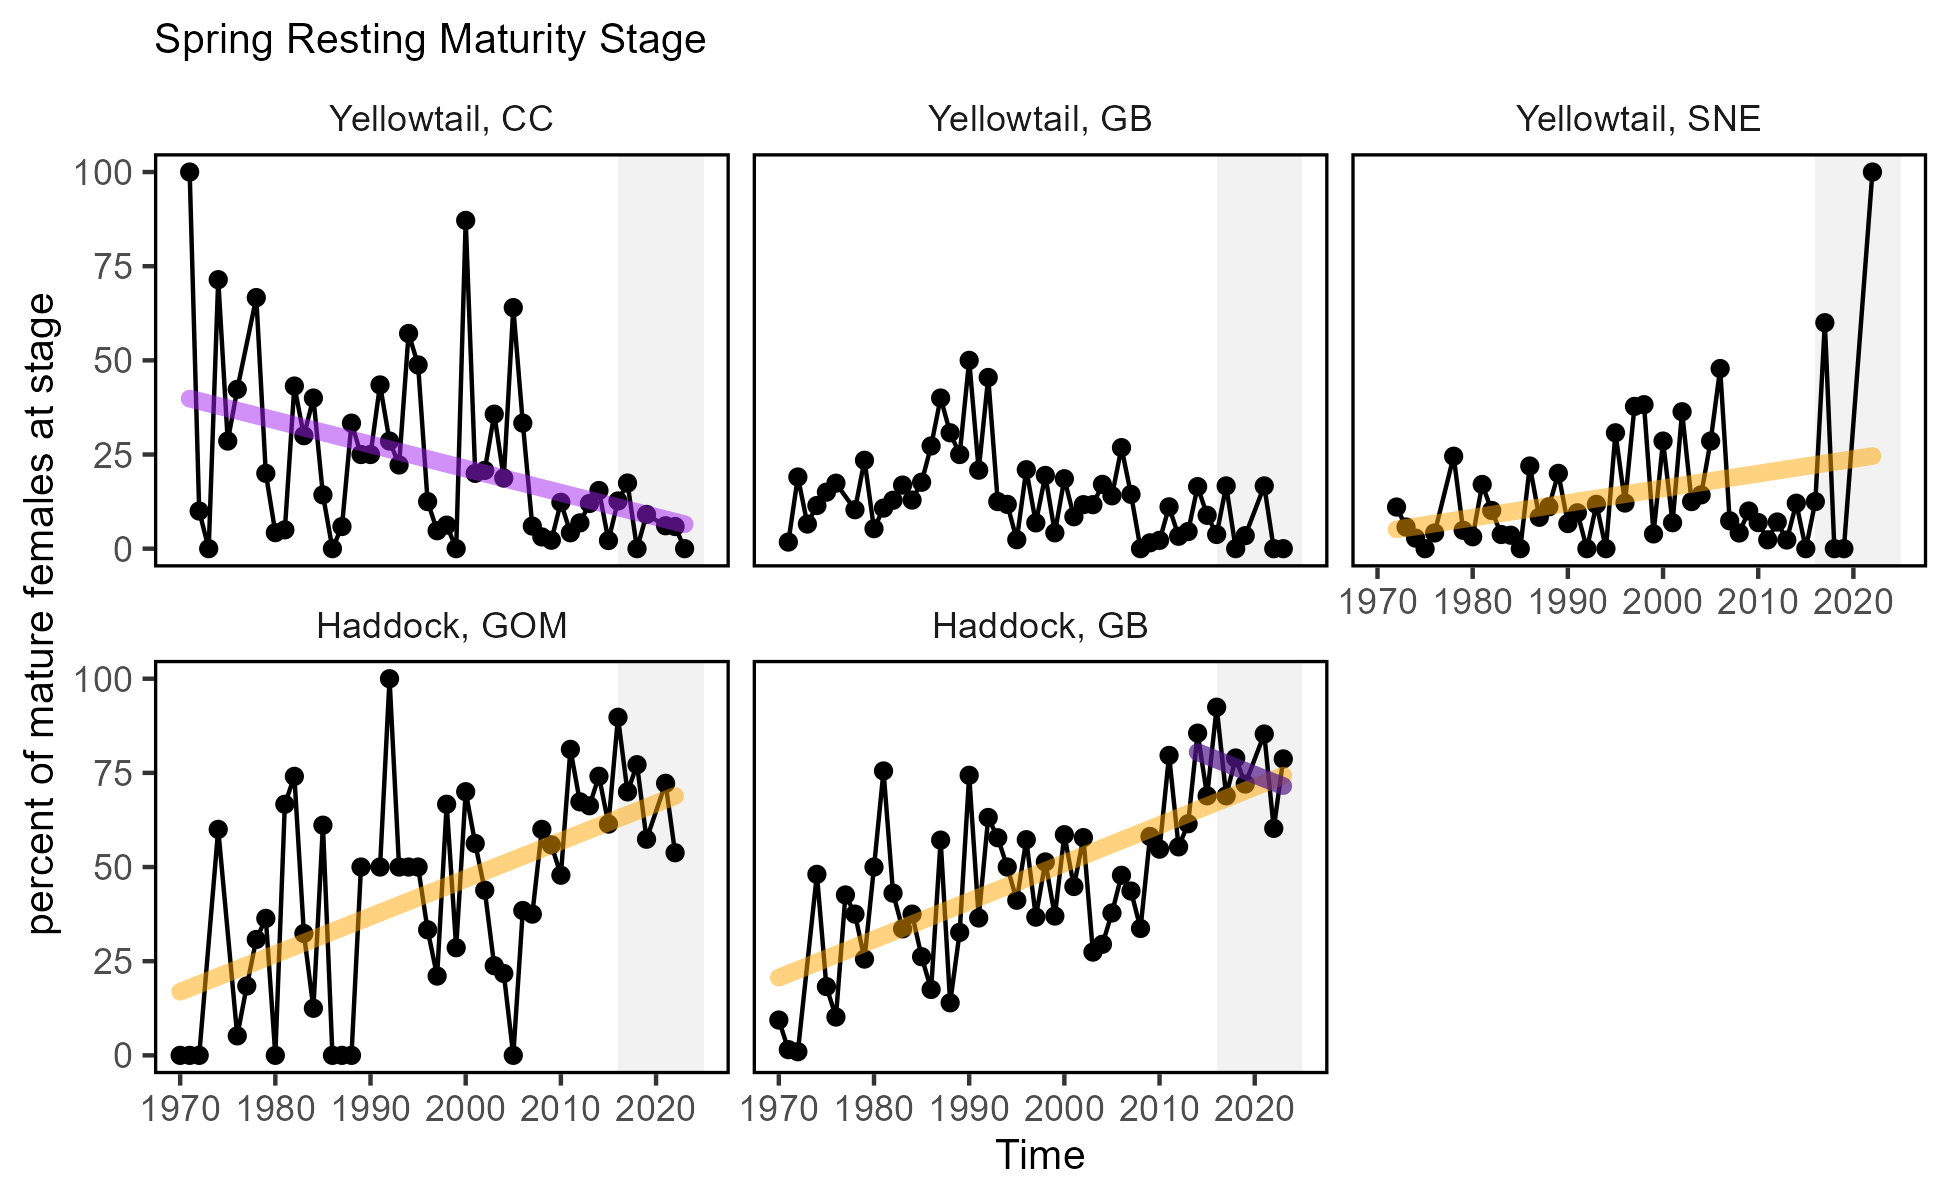 Spring Resting Maturity Stage
Yellowtail, CC
Yellowtail, GB
Yellowtail, SNE
100
75
50
25
0
1970 1980 1990 2000 2010 2020
Haddock, GOM
Haddock, GB
100
75
50
25
0
1970 1980 1990 2000 2010 2020
1970 1980 1990 2000 2010 2020
Time
percent of mature females at stage